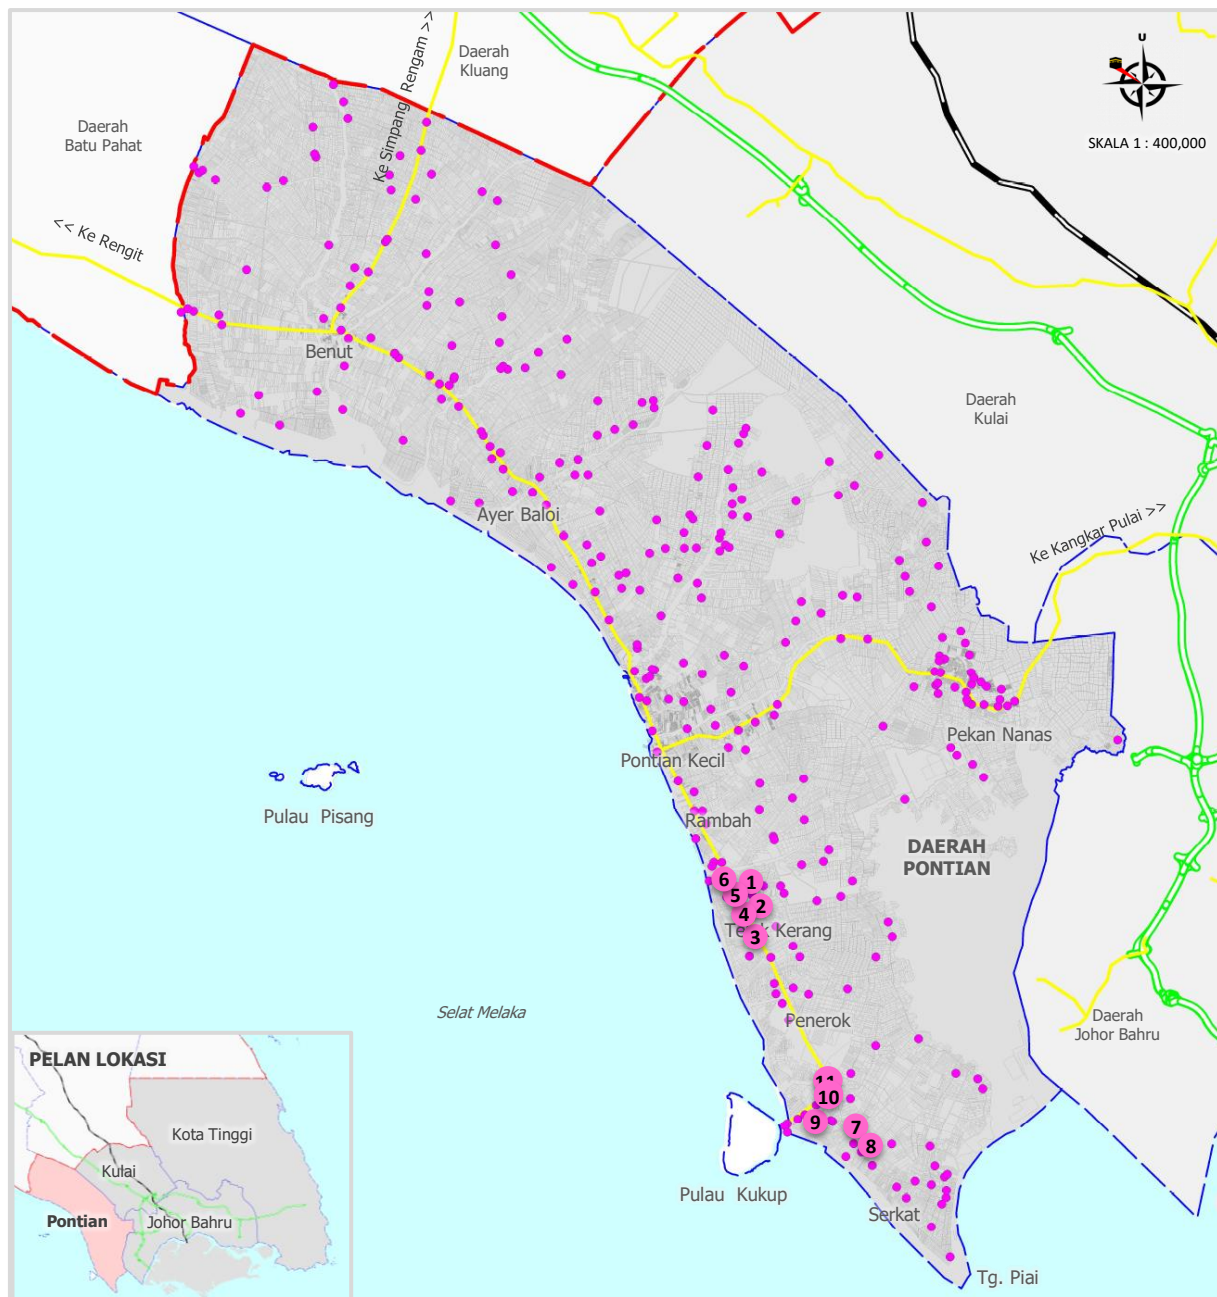 U
SKALA 1 : 400,000
Daerah
Kluang
Ke Simpang Rengam >>
Daerah
Batu Pahat
<< Ke Rengit
Benut
Daerah
Kulai
Ayer Baloi
Ke Kangkar Pulai >>
Pekan Nanas
Pontian Kecil
Pulau Pisang
Rambah
DAERAH
PONTIAN
6
1
5
2
4
Kerang
3
Selat Melaka
Penerok
Daerah
Johor Bahru
11
10
9
7
8
Pulau Kukup
Serkat
Tg. Piai
PELAN LOKASI
Kota Tinggi
Kulai
Pontian
Johor Bahru